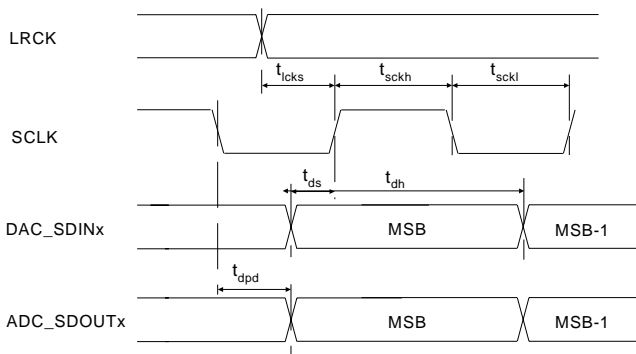 LRCK
t_lcks t_sckh t_sckl
SCLK
t_ds t_dh
DAC_SDINx MSB MSB-1
t_dpd
ADC_SDOUTx MSB MSB-1